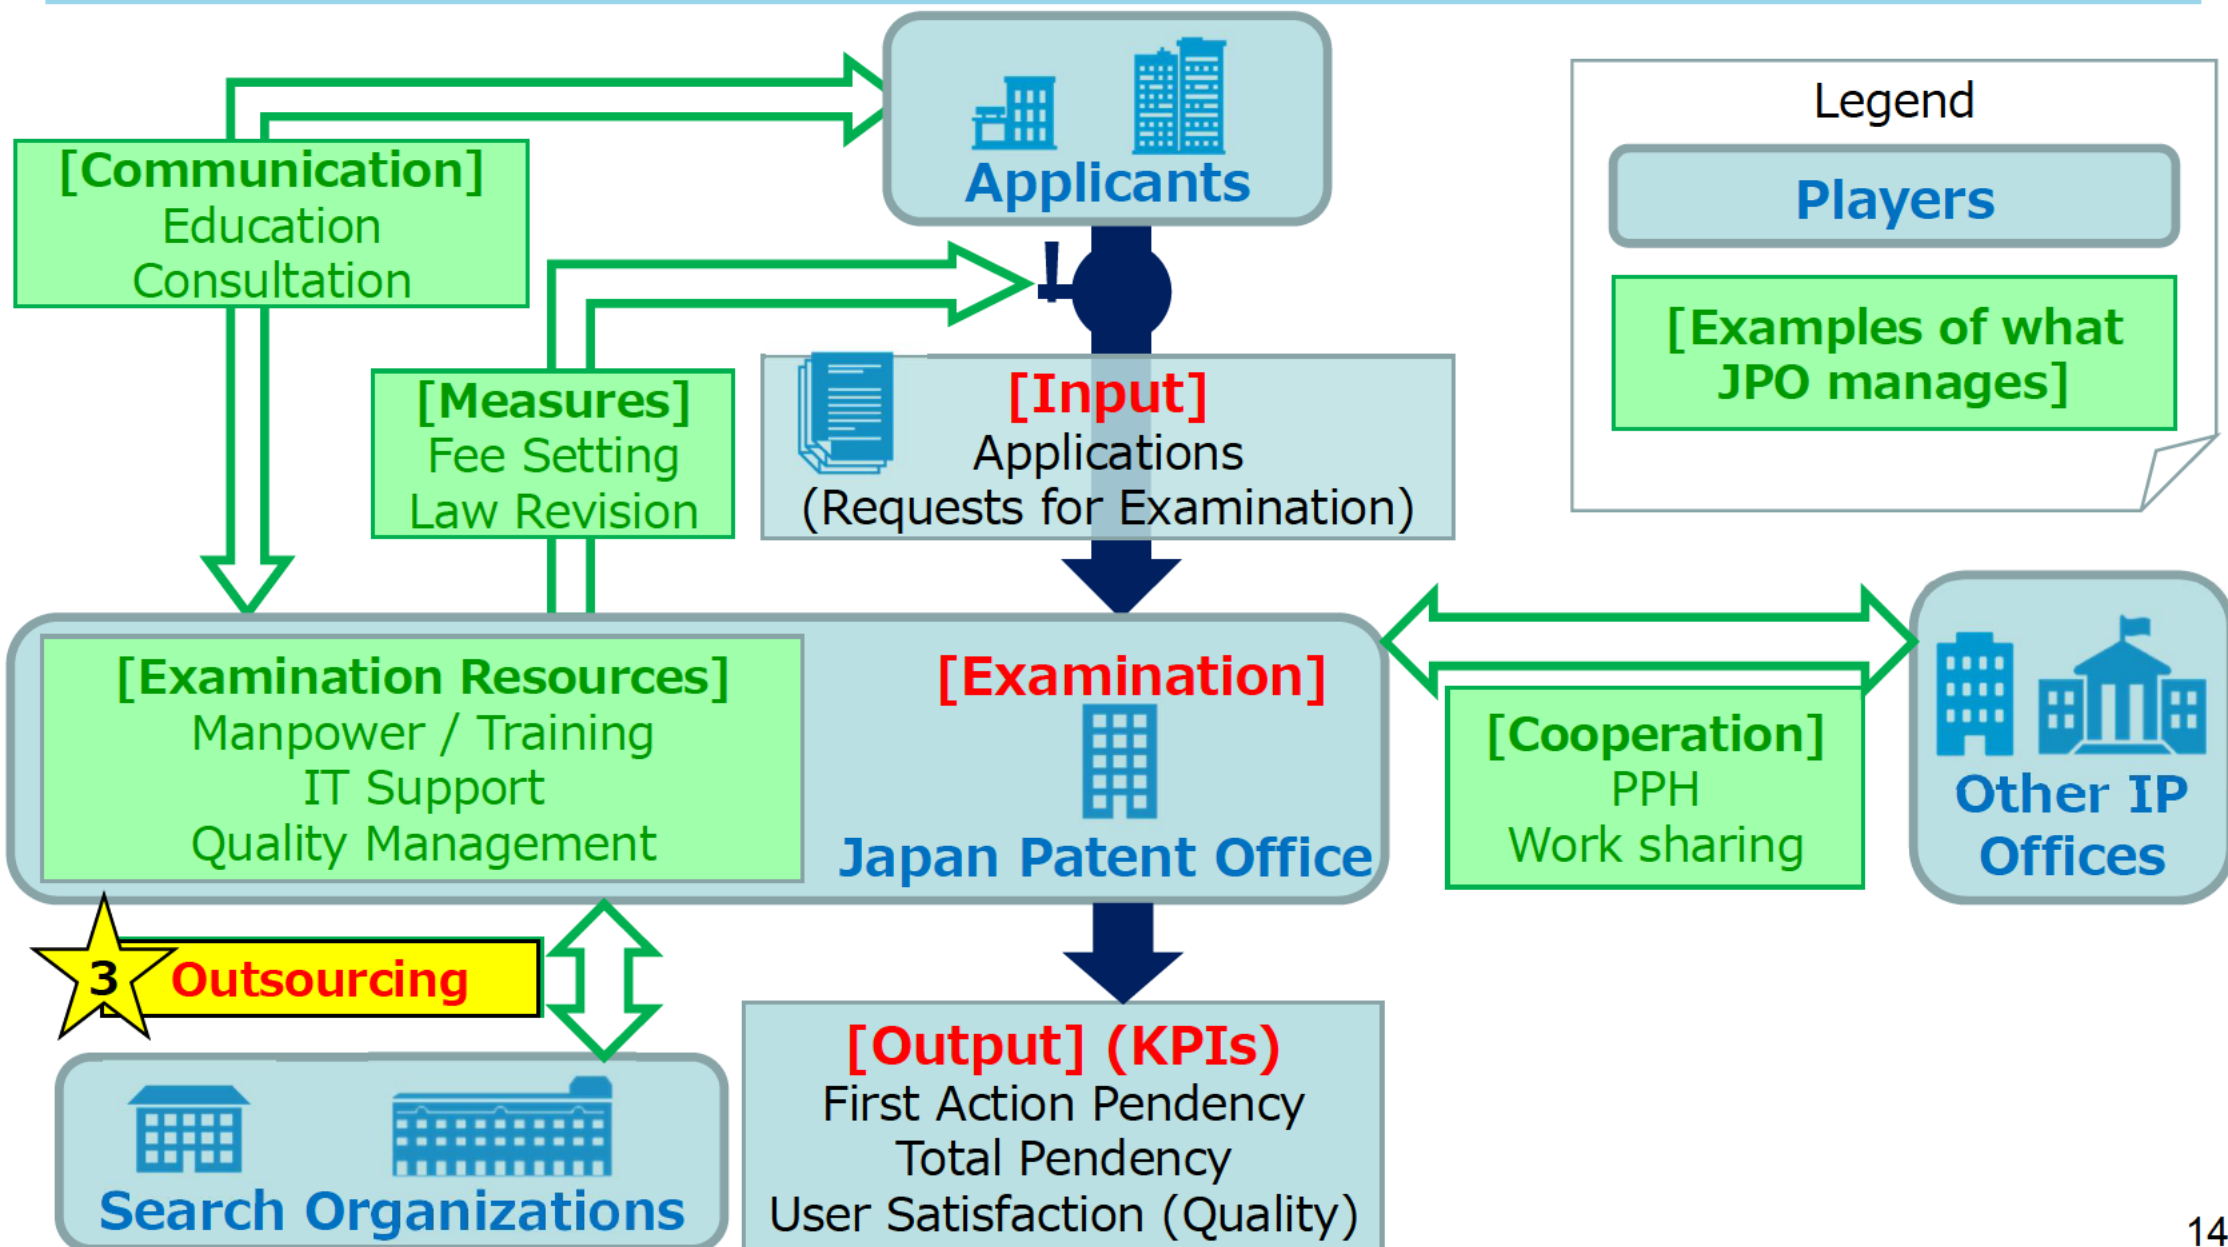 Applicants
Legend
Players
[Examples of what
JPO manages]
[Communication]
Education
Consultation
[Measures]
Fee Setting
Law Revision
[Input]
Applications
(Requests for Examination)
[Examination Resources]
Manpower / Training
IT Support
Quality Management
[Examination]
Japan Patent Office
[Cooperation]
PPH
Work sharing
Other IP
Offices
3
Outsourcing
Search Organizations
[Output] (KPIs)
First Action Pendency
Total Pendency
User Satisfaction (Quality)
14